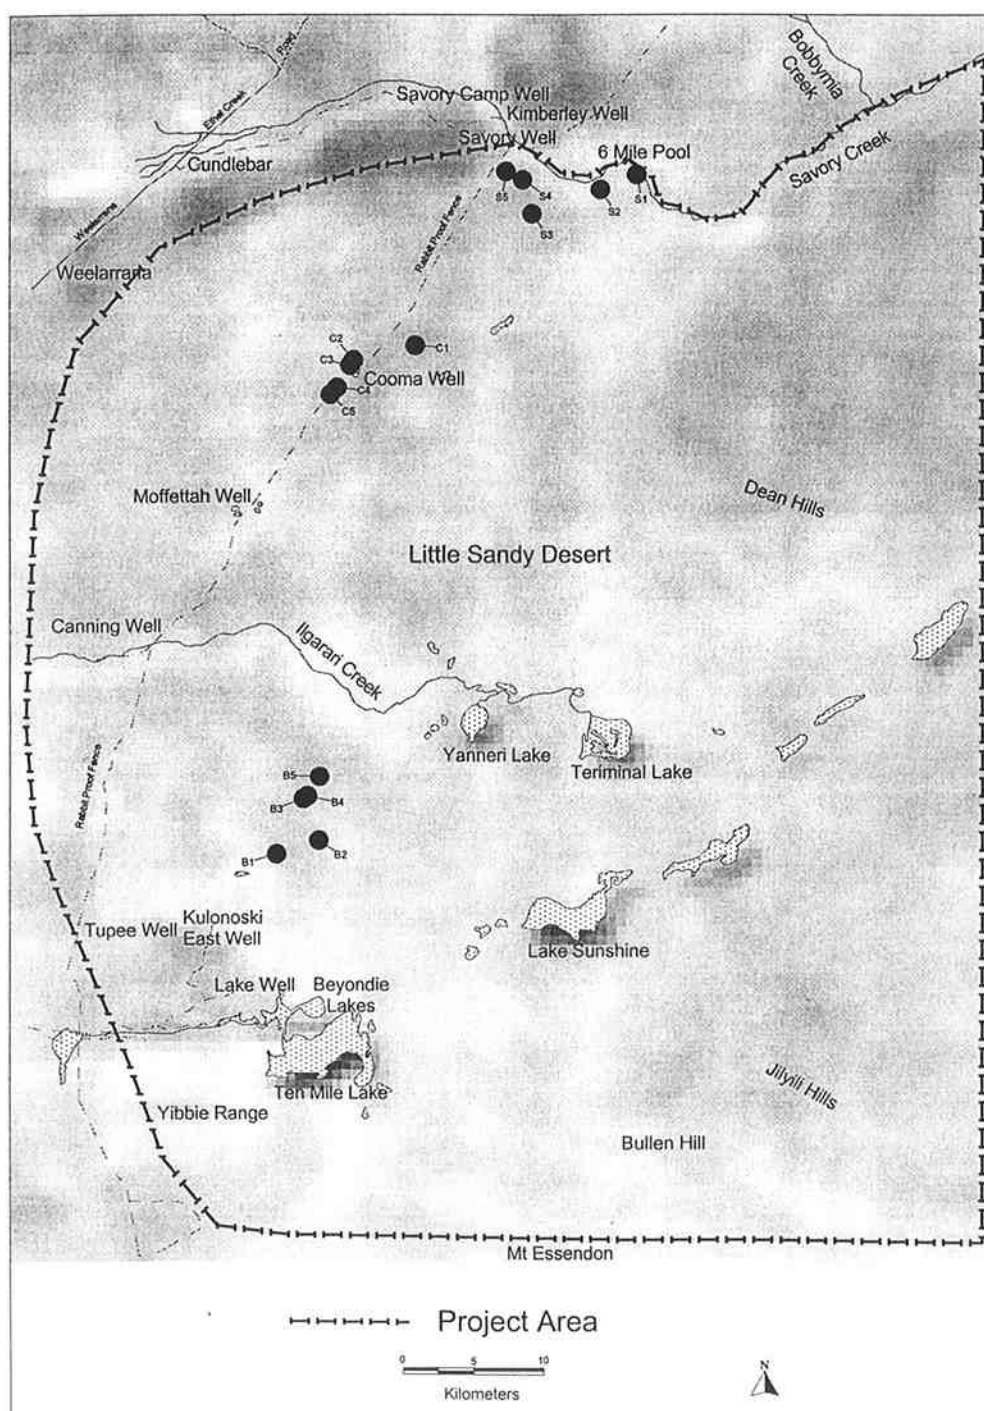 Road
Bobbymia
Creek
Savory Camp Well
Ethel Creek
Kimberley Well
Savory Well
6 Mile Pool
Savory Creek
Cundlebar
S5
S4
S2
S1
S3
Weelarrana
Rabbit Proof Fence
Weelarrana
C2
C1
C3
Cooma Well
C4
C5
Moffettah Well
Dean Hills
Little Sandy Desert
Canning Well
Ilgarari Creek
Yanneri Lake
Teriminal Lake
Rabbit Proof Fence
B5
B3
B4
B2
B1
Kulonoski
East Well
Tupee Well
Lake Sunshine
Lake Well
Beyondie
Lakes
Ten Mile Lake
Yibbie Range
Jilyili Hills
Bullen Hill
Mt Essendon
Project Area
0 5 10
Kilometers
N